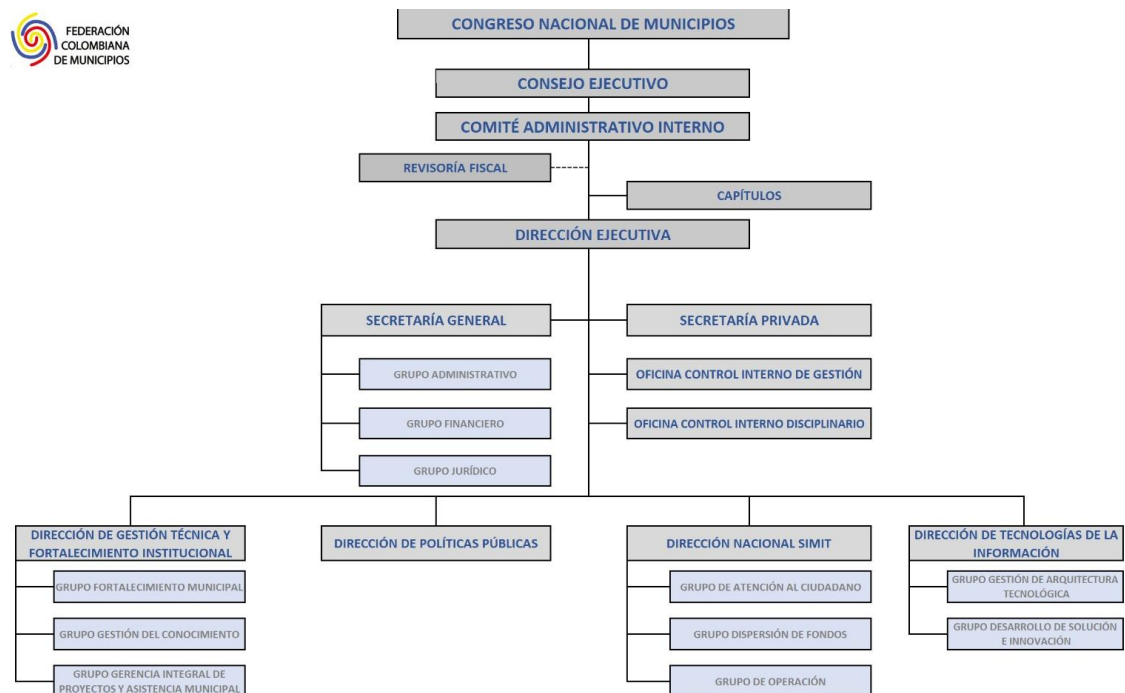 FEDERACIÓN
COLOMBIANA
DE MUNICIPIOS
CONGRESO NACIONAL DE MUNICIPIOS
CONSEJO EJECUTIVO
COMITÉ ADMINISTRATIVO INTERNO
REVISORÍA FISCAL
CAPÍTULOS
DIRECCIÓN EJECUTIVA
SECRETARÍA GENERAL
SECRETARÍA PRIVADA
GRUPO ADMINISTRATIVO
OFICINA CONTROL INTERNO DE GESTIÓN
GRUPO FINANCIERO
OFICINA CONTROL INTERNO DISCIPLINARIO
GRUPO JURÍDICO
DIRECCIÓN DE GESTIÓN TÉCNICA Y
FORTALECIMIENTO INSTITUCIONAL
GRUPO FORTALECIMIENTO MUNICIPAL
GRUPO GESTIÓN DEL CONOCIMIENTO
GRUPO GERENCIA INTEGRAL DE
PROYECTOS Y ASISTENCIA MUNICIPAL
DIRECCIÓN DE POLÍTICAS PÚBLICAS
DIRECCIÓN NACIONAL SIMIT
GRUPO DE ATENCIÓN AL CIUDADANO
GRUPO DISPERSIÓN DE FONDOS
GRUPO DE OPERACIÓN
DIRECCIÓN DE TECNOLOGÍAS DE LA
INFORMACIÓN
GRUPO GESTIÓN DE ARQUITECTURA
TECNOLÓGICA
GRUPO DESARROLLO DE SOLUCIÓN
E INNOVACIÓN